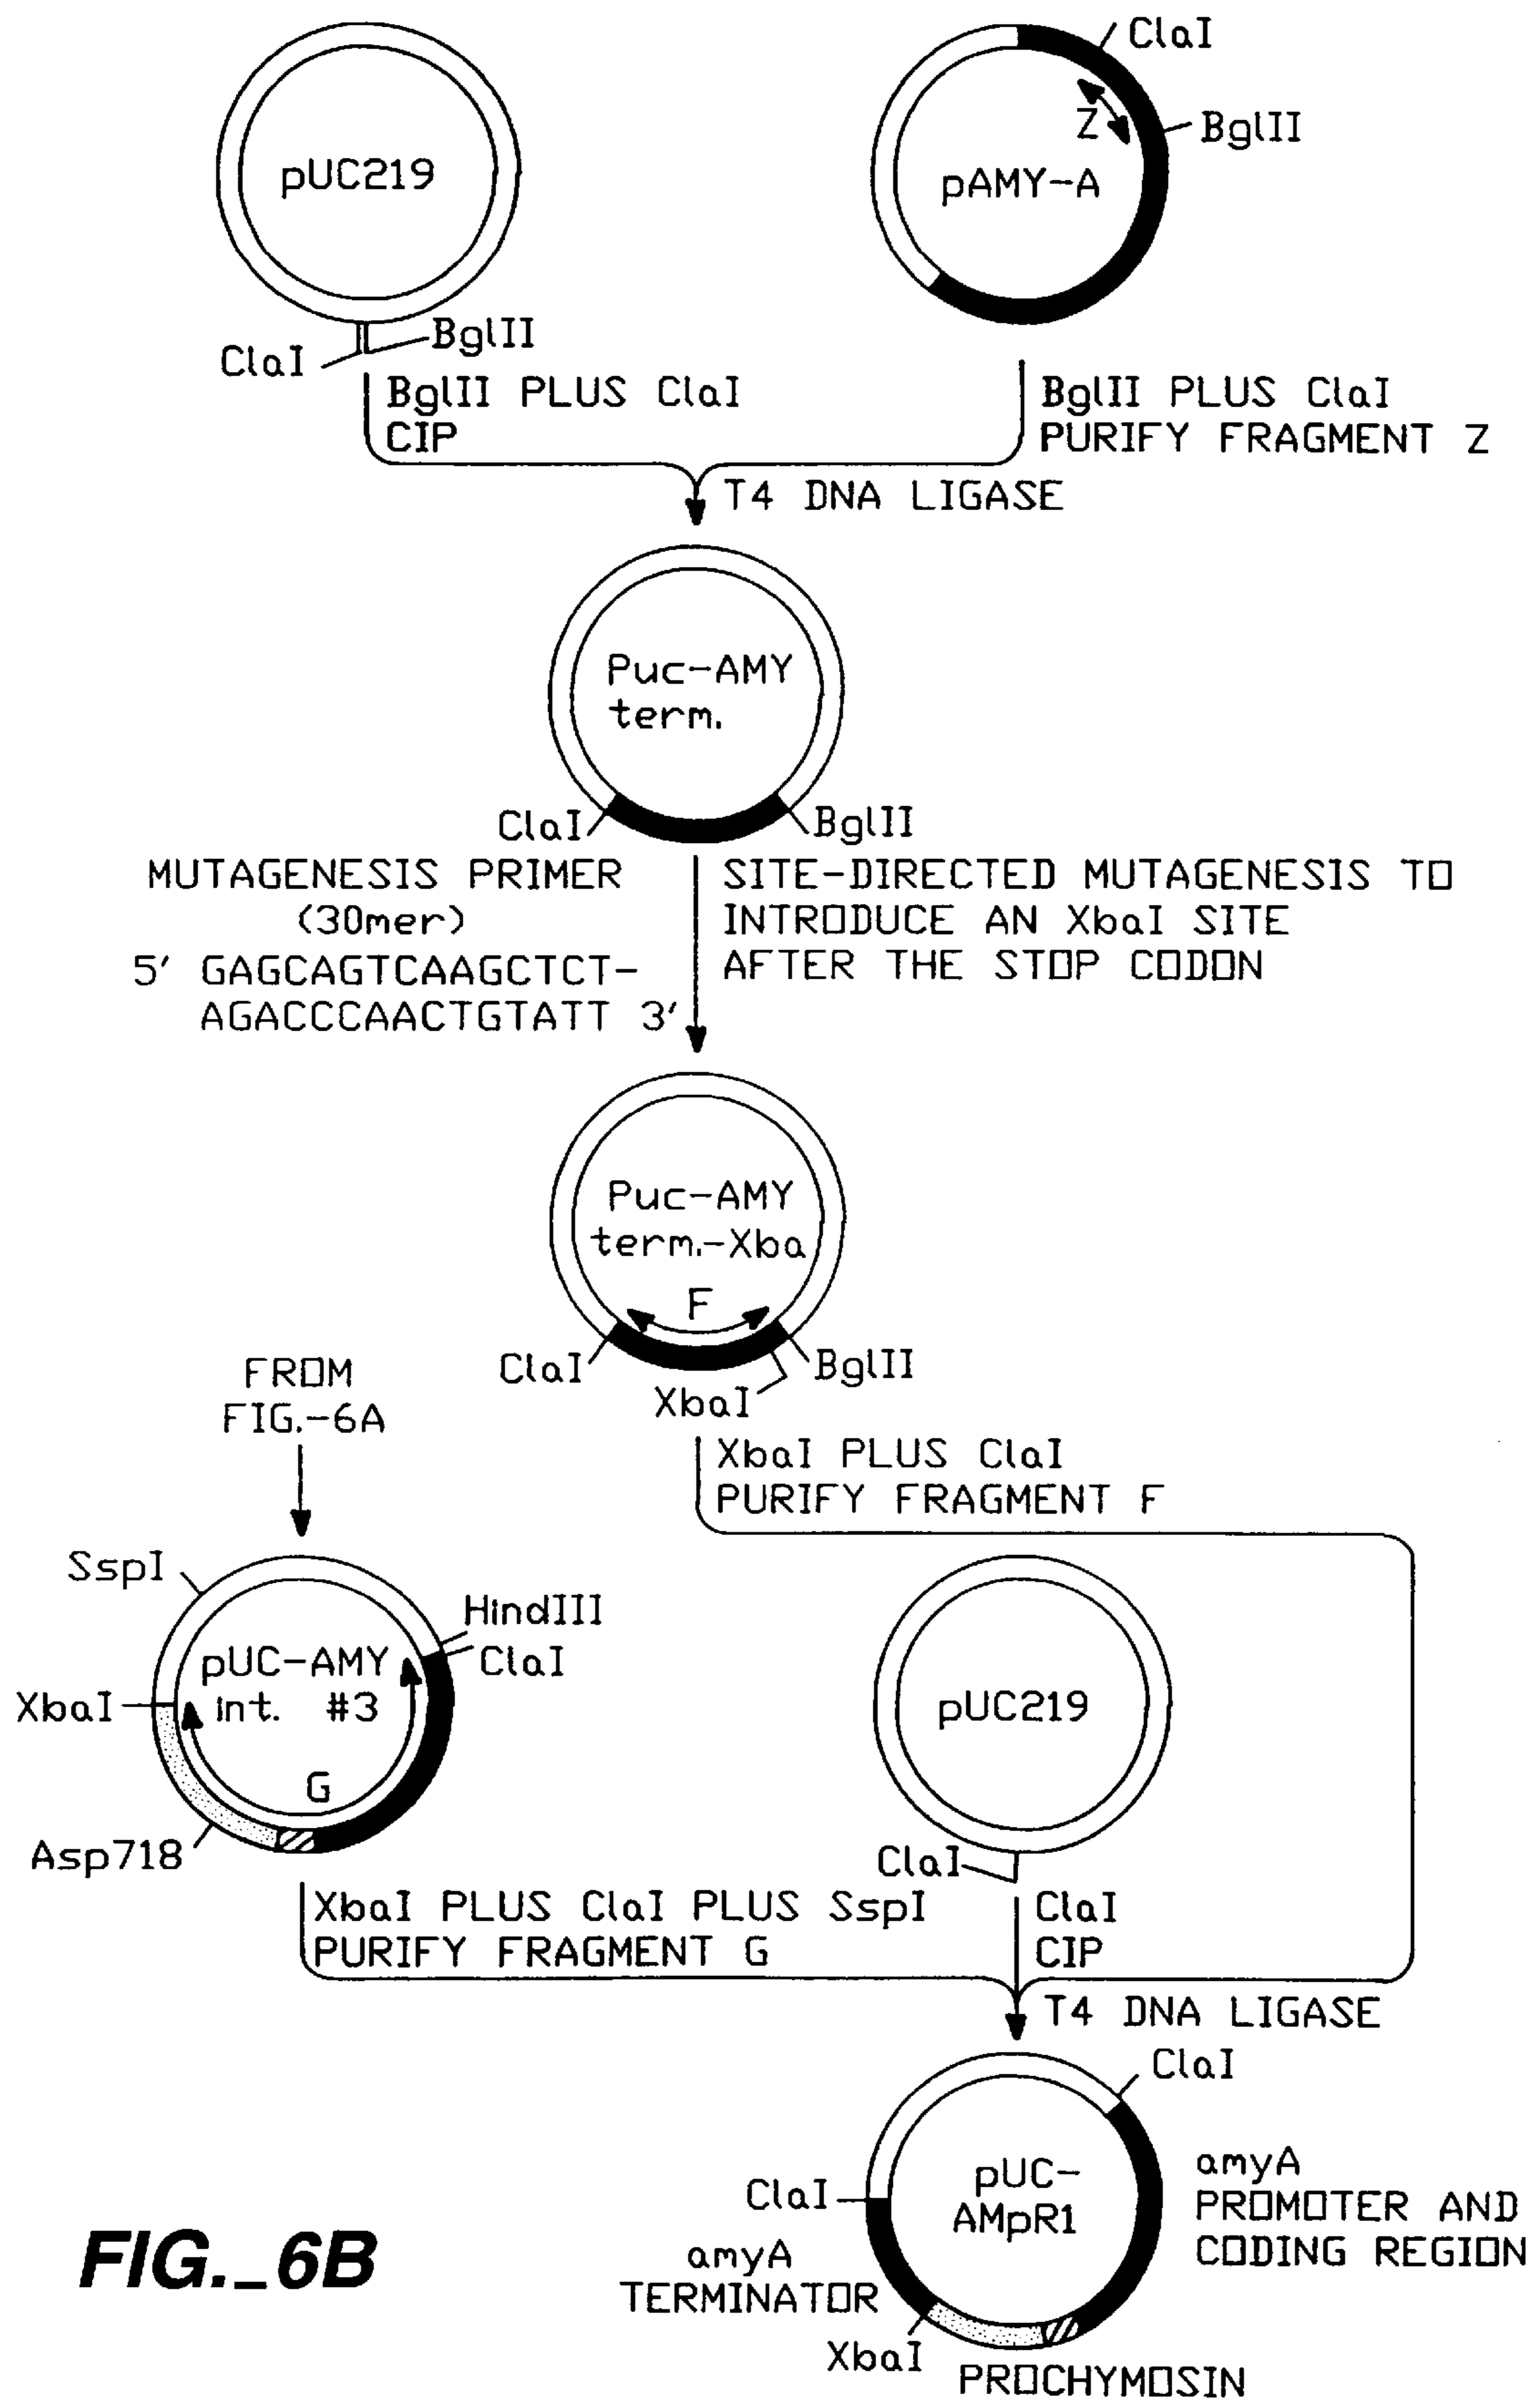 pUC219
ClaI
BglII
ClaI
Z
BglII
pAMY-A
BglII PLUS ClaI
CIP
BglII PLUS ClaI
PURIFY FRAGMENT Z
T4 DNA LIGASE
Puc-AMY
term.
ClaI
BglII
MUTAGENESIS PRIMER
(30mer)
5' GAGCAGTCAAGCTCT-
AGACCCAACTGTATT 3'
SITE-DIRECTED MUTAGENESIS TO
INTRODUCE AN XbaI SITE
AFTER THE STOP CODON
Puc-AMY
term.-Xba
F
ClaI
BglII
XbaI
FROM
FIG.-6A
XbaI PLUS ClaI
PURIFY FRAGMENT F
SspI
HindIII
ClaI
pUC-AMY
int. #3
XbaI
G
Asp718
pUC219
ClaI
XbaI PLUS ClaI PLUS SspI
PURIFY FRAGMENT G
ClaI
CIP
T4 DNA LIGASE
ClaI
pUC-
AMpR1
ClaI
amyA
PROMOTER AND
CODING REGION
amyA
TERMINATOR
XbaI
PROCHYMOSIN
FIG._6B